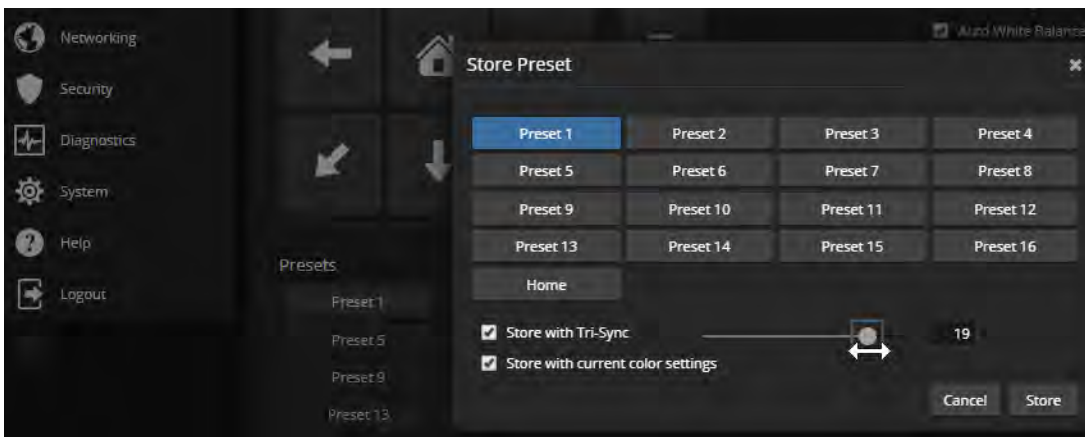 Networking
Security
Diagnostics
System
Help
Logout
Auto White Balance
Presets
Preset 1
Preset 5
Preset 9
Preset 13
Store Preset
Preset 1 Preset 2 Preset 3 Preset 4
Preset 5 Preset 6 Preset 7 Preset 8
Preset 9 Preset 10 Preset 11 Preset 12
Preset 13 Preset 14 Preset 15 Preset 16
Home
Store with Tri-Sync 19
Store with current color settings
Cancel Store